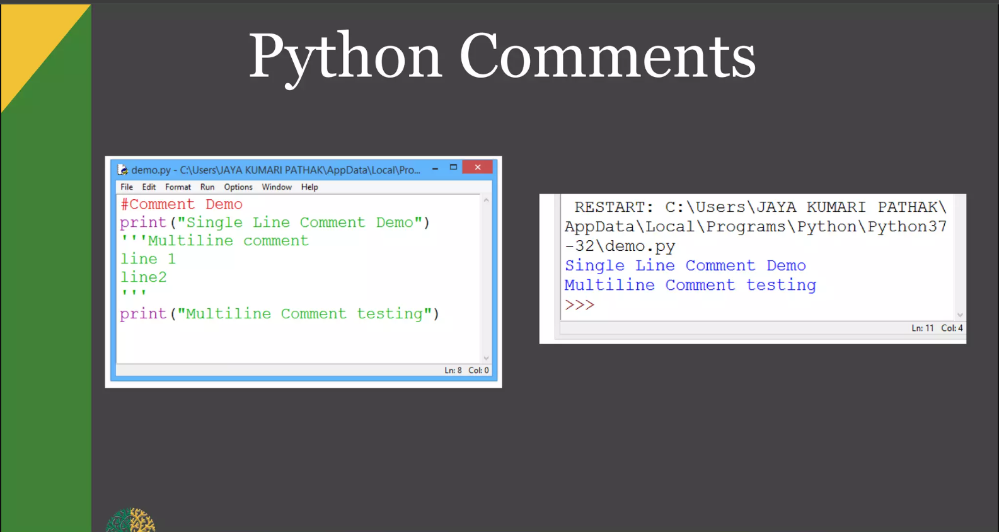 Python Comments
demo.py - C:\Users\JAYA KUMARI PATHAK\AppData\Local\Pro...
File Edit Format Run Options Window Help
#Comment Demo
print("Single Line Comment Demo")
'''Multiline comment
line 1
line2
'''
print("Multiline Comment testing")
Ln: 8 Col: 0
RESTART: C:\Users\JAYA KUMARI PATHAK\
AppData\Local\Programs\Python\Python37
-32\demo.py
Single Line Comment Demo
Multiline Comment testing
>>>
Ln: 11 Col: 4